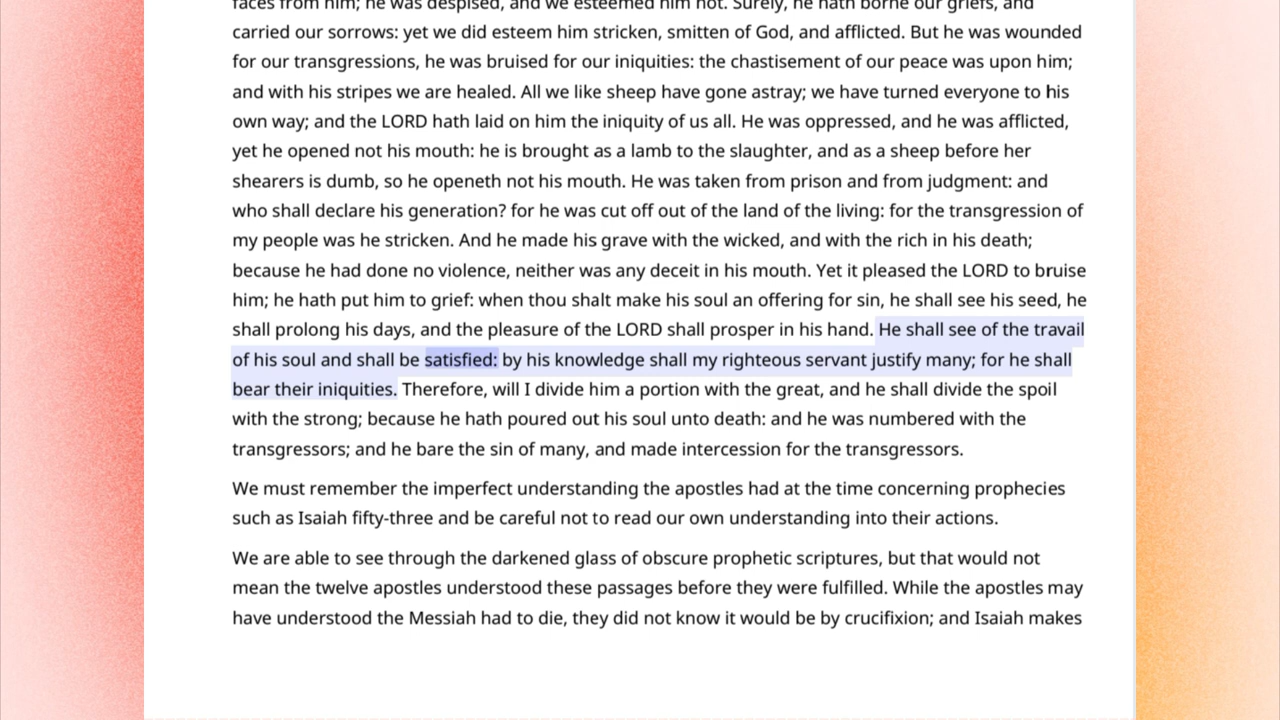 faces from him; he was despised, and we esteemed him not. Surely, he hath borne our griefs, and
carried our sorrows: yet we did esteem him stricken, smitten of God, and afflicted. But he was wounded
for our transgressions, he was bruised for our iniquities: the chastisement of our peace was upon him;
and with his stripes we are healed. All we like sheep have gone astray; we have turned everyone to his
own way; and the LORD hath laid on him the iniquity of us all. He was oppressed, and he was afflicted,
yet he opened not his mouth: he is brought as a lamb to the slaughter, and as a sheep before her
shearers is dumb, so he openeth not his mouth. He was taken from prison and from judgment: and
who shall declare his generation? for he was cut off out of the land of the living: for the transgression of
my people was he stricken. And he made his grave with the wicked, and with the rich in his death;
because he had done no violence, neither was any deceit in his mouth. Yet it pleased the LORD to bruise
him; he hath put him to grief: when thou shalt make his soul an offering for sin, he shall see his seed, he
shall prolong his days, and the pleasure of the LORD shall prosper in his hand. He shall see of the travail
of his soul and shall be satisfied: by his knowledge shall my righteous servant justify many; for he shall
bear their iniquities. Therefore, will I divide him a portion with the great, and he shall divide the spoil
with the strong; because he hath poured out his soul unto death: and he was numbered with the
transgressors; and he bare the sin of many, and made intercession for the transgressors.
We must remember the imperfect understanding the apostles had at the time concerning prophecies
such as Isaiah fifty-three and be careful not to read our own understanding into their actions.
We are able to see through the darkened glass of obscure prophetic scriptures, but that would not
mean the twelve apostles understood these passages before they were fulfilled. While the apostles may
have understood the Messiah had to die, they did not know it would be by crucifixion; and Isaiah makes